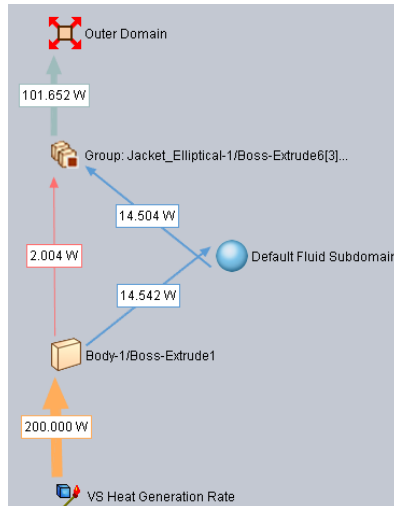 Outer Domain
101.652 W
Group: Jacket_Elliptical-1/Boss-Extrude6[3]...
14.504 W
2.004 W
Default Fluid Subdomain
14.542 W
Body-1/Boss-Extrude1
200.000 W
VS Heat Generation Rate